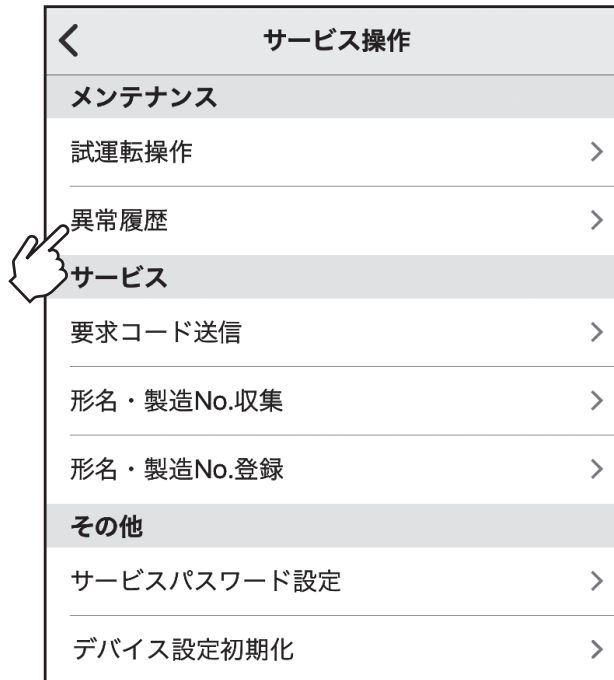 サービス操作
メンテナンス
試運転操作
異常履歴
サービス
要求コード送信
形名・製造No.収集
形名・製造No.登録
その他
サービスパスワード設定
デバイス設定初期化